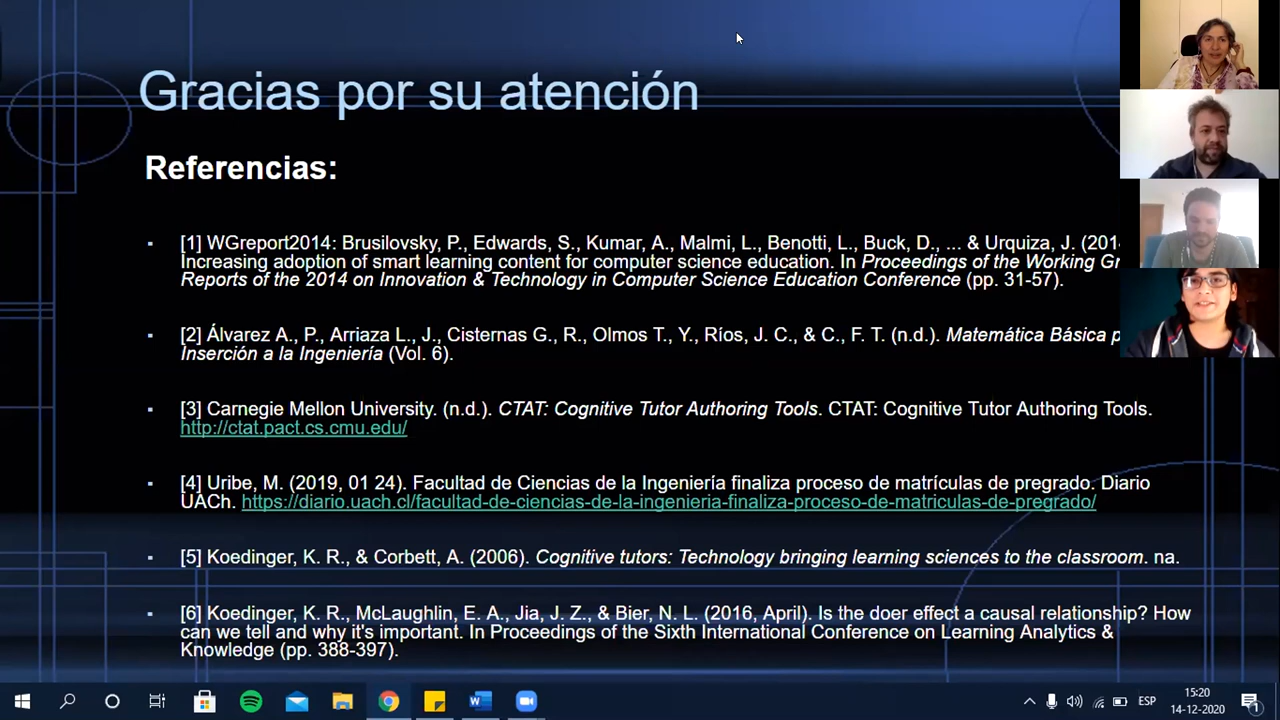 Gracias por su atención
Referencias:
[1] WGreport2014: Brusilovsky, P., Edwards, S., Kumar, A., Malmi, L., Benotti, L., Buck, D., ... & Urquiza, J. (201
Increasing adoption of smart learning content for computer science education. In Proceedings of the Working Gr
Reports of the 2014 on Innovation & Technology in Computer Science Education Conference (pp. 31-57).
[2] Álvarez A., P., Arriaza L., J., Cisternas G., R., Olmos T., Y., Ríos, J. C., & C., F. T. (n.d.). Matemática Básica p
Inserción a la Ingeniería (Vol. 6).
[3] Carnegie Mellon University. (n.d.). CTAT: Cognitive Tutor Authoring Tools. CTAT: Cognitive Tutor Authoring Tools.
http://ctat.pact.cs.cmu.edu/
[4] Uribe, M. (2019, 01 24). Facultad de Ciencias de la Ingeniería finaliza proceso de matrículas de pregrado. Diario
UACh. https://diario.uach.cl/facultad-de-ciencias-de-la-ingenieria-finaliza-proceso-de-matriculas-de-pregrado/
[5] Koedinger, K. R., & Corbett, A. (2006). Cognitive tutors: Technology bringing learning sciences to the classroom. na.
[6] Koedinger, K. R., McLaughlin, E. A., Jia, J. Z., & Bier, N. L. (2016, April). Is the doer effect a causal relationship? How
can we tell and why it's important. In Proceedings of the Sixth International Conference on Learning Analytics &
Knowledge (pp. 388-397).
ESP
15:20
14-12-2020